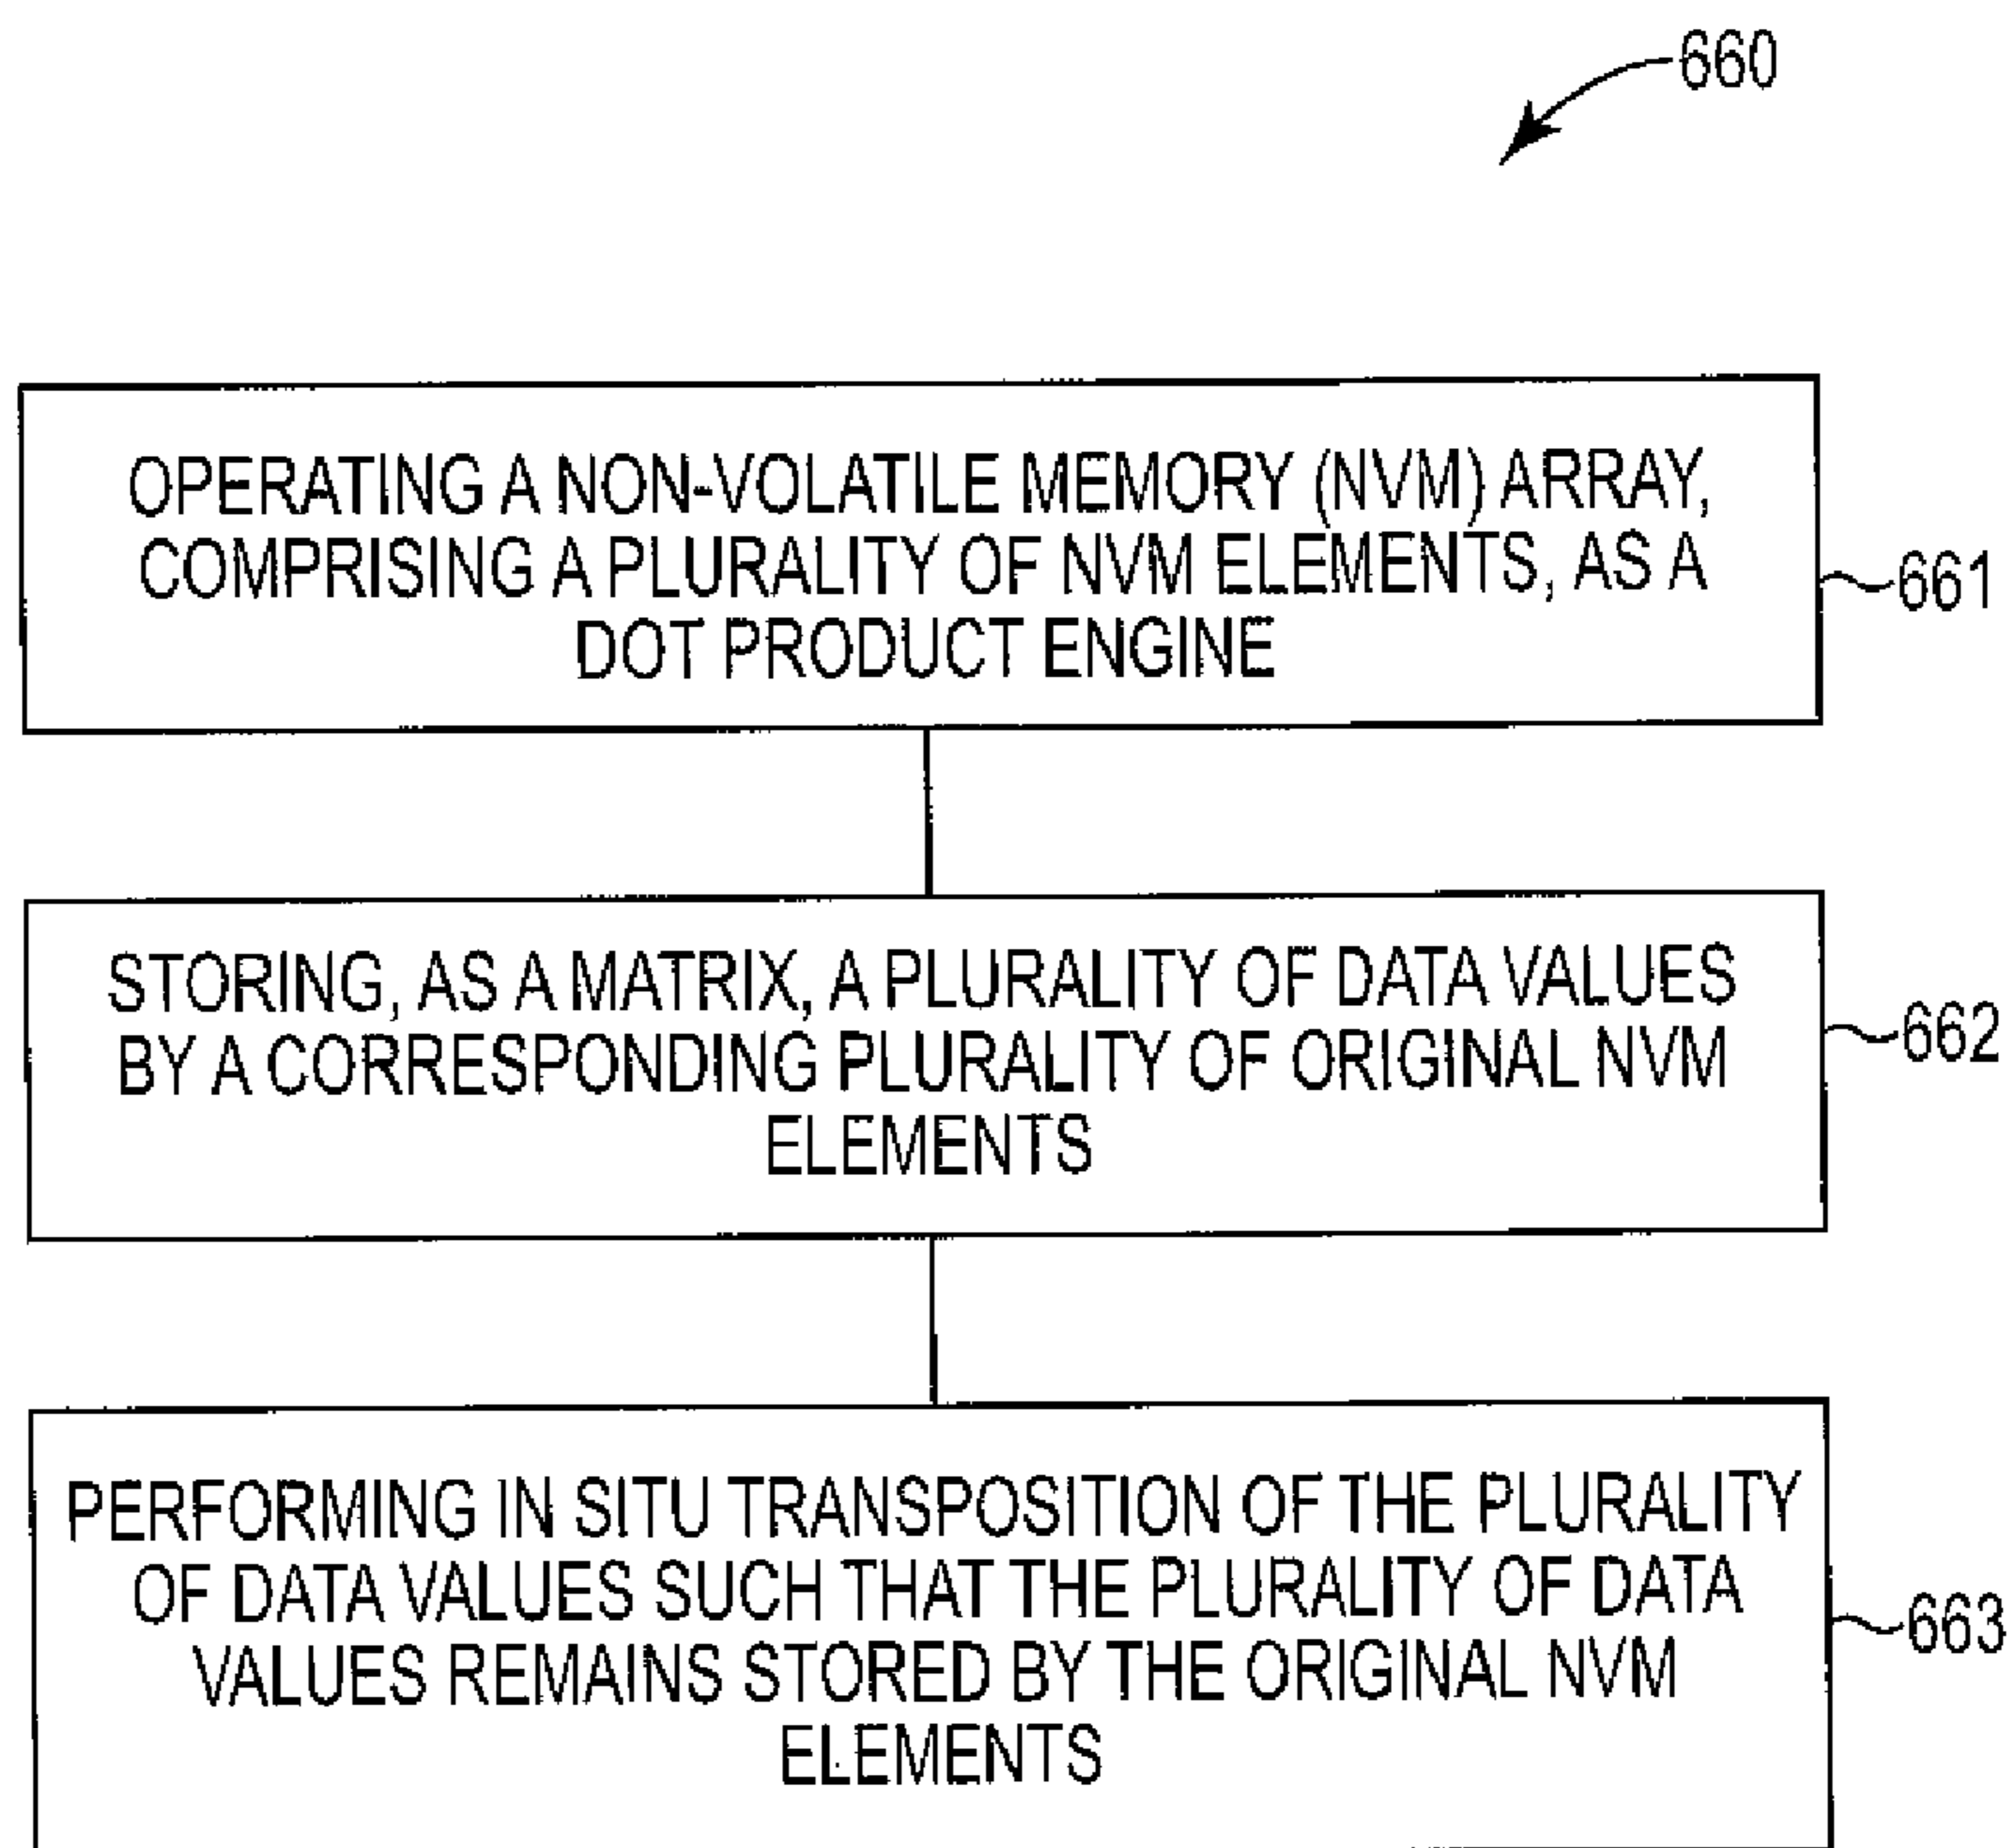 660
OPERATING A NON-VOLATILE MEMORY (NVM) ARRAY,
COMPRISING A PLURALITY OF NVM ELEMENTS, AS A
DOT PRODUCT ENGINE
661
STORING, AS A MATRIX, A PLURALITY OF DATA VALUES
BY A CORRESPONDING PLURALITY OF ORIGINAL NVM
ELEMENTS
662
PERFORMING IN SITU TRANSPOSITION OF THE PLURALITY
OF DATA VALUES SUCH THAT THE PLURALITY OF DATA
VALUES REMAINS STORED BY THE ORIGINAL NVM
ELEMENTS
663